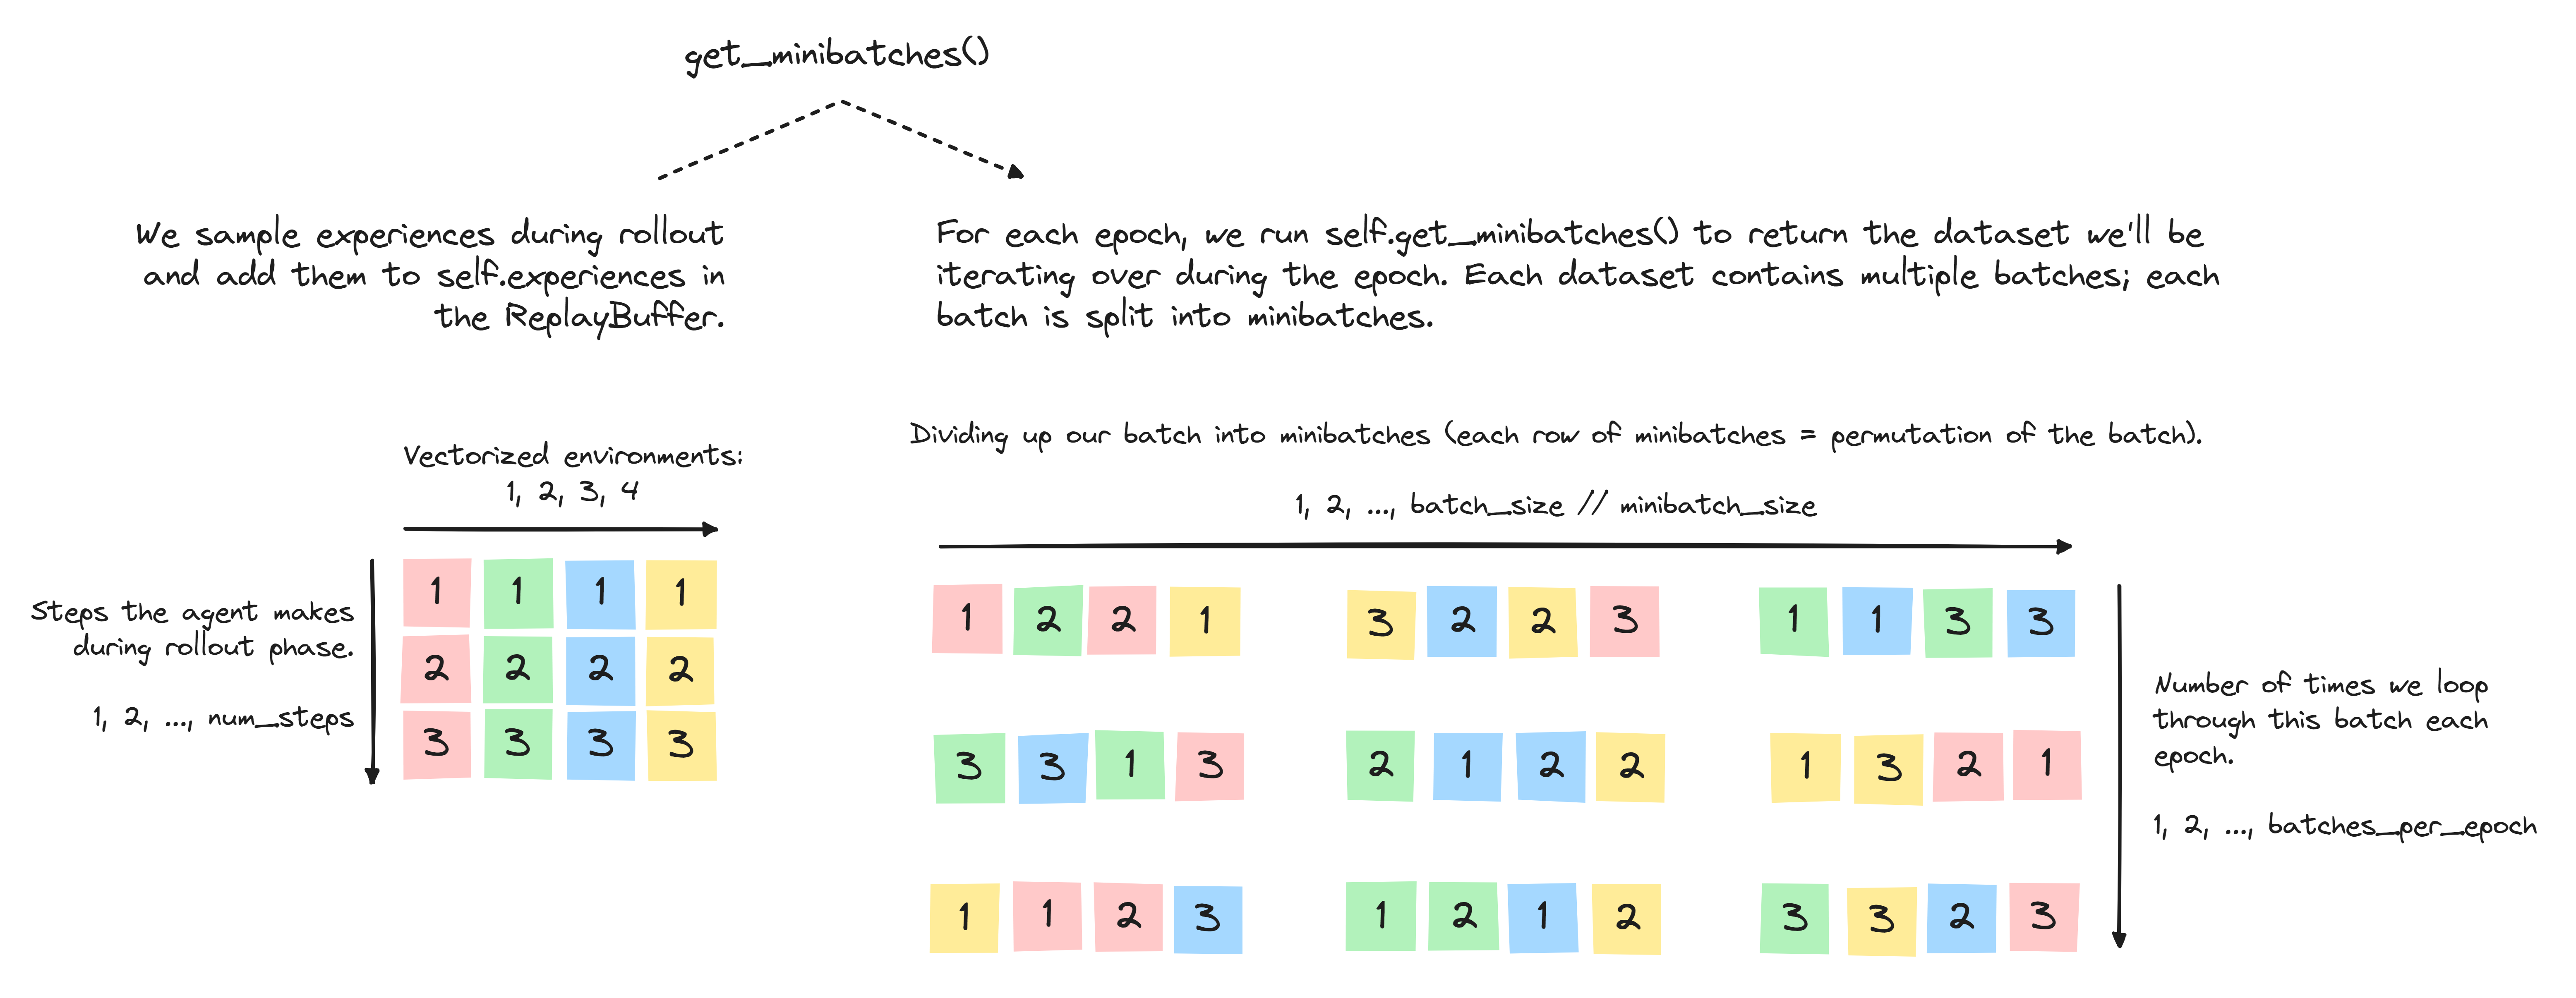 get_minibatches()
We sample experiences during rollout
and add them to self.experiences in
the ReplayBuffer.
For each epoch, we run self.get_minibatches() to return the dataset we'll be
iterating over during the epoch. Each dataset contains multiple batches; each
batch is split into minibatches.
Vectorized environments:
1, 2, 3, 4
Steps the agent makes
during rollout phase.
1, 2, ..., num_steps
1 1 1 1
2 2 2 2
3 3 3 3
Dividing up our batch into minibatches (each row of minibatches = permutation of the batch).
1, 2, ..., batch_size // minibatch_size
1 2 2 1 3 2 2 3 1 1 3 3
3 3 1 3 2 1 2 2 1 3 2 1
1 1 2 3 1 2 1 2 3 3 2 3
Number of times we loop
through this batch each
epoch.
1, 2, ..., batches_per_epoch